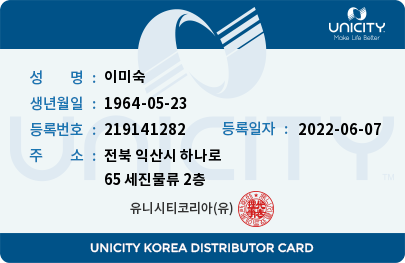 UNICITY
Make Life Better
성 명 : 이미숙
생년월일 : 1964-05-23
등록번호 : 219141282 등록일자 : 2022-06-07
주 소 : 전북 익산시 하나로
65 세진물류 2층
UNICITY
TM
유니시티코리아(유)
UNICITY KOREA DISTRIBUTOR CARD